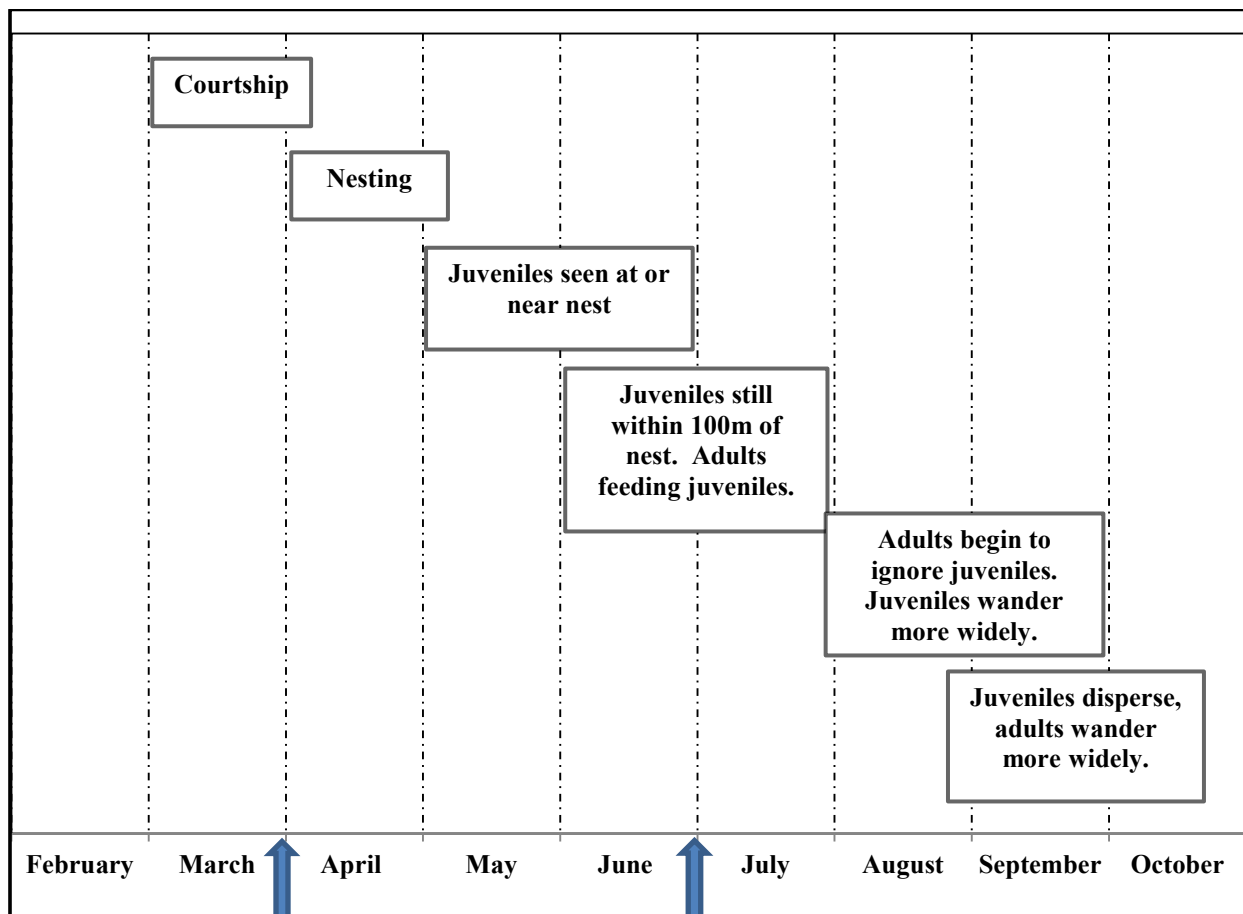 Courtship
Nesting
Juveniles seen at or
near nest
Juveniles still
within 100m of
nest. Adults
feeding juveniles.
Adults begin to
ignore juveniles.
Juveniles wander
more widely.
Juveniles disperse,
adults wander
more widely.
February March April May June July August September October